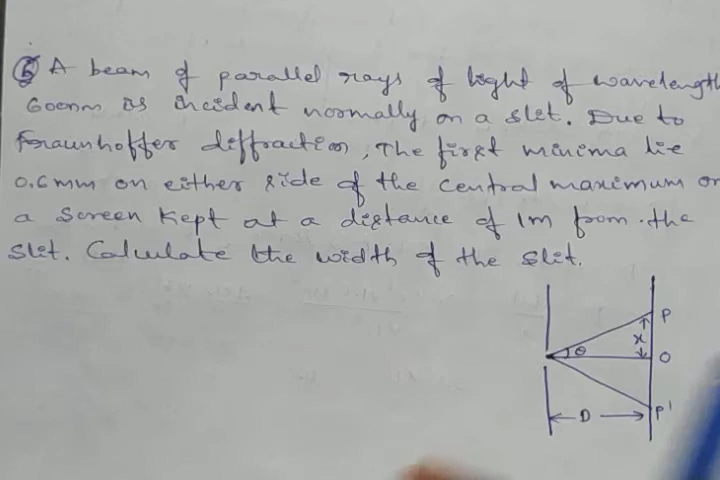 6 A beam of parallel rays of light of wavelength
600nm is incident normally on a slit. Due to
Fraunhoffer diffraction, The first minima lie
0.6mm on either side of the central maximum on
a screen kept at a distance of 1m from the
slit. Calculate the width of the slit.
P
x
θ
O
D
P'